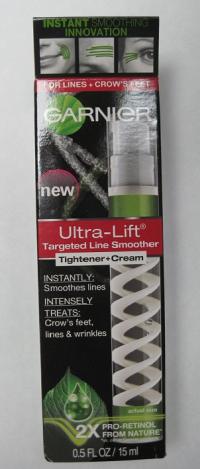 INSTANT SMOOTHING
INNOVATION
FOR LINES + CROW'S FEET
GARNIER
new
Ultra-Lift®
Targeted Line Smoother
Tightener+Cream
INSTANTLY:
Smoothes lines
INTENSELY
TREATS:
Crow's feet,
lines & wrinkles
actual size
2X PRO-RETINOL
FROM NATURE™
0.5 FL OZ / 15 ml